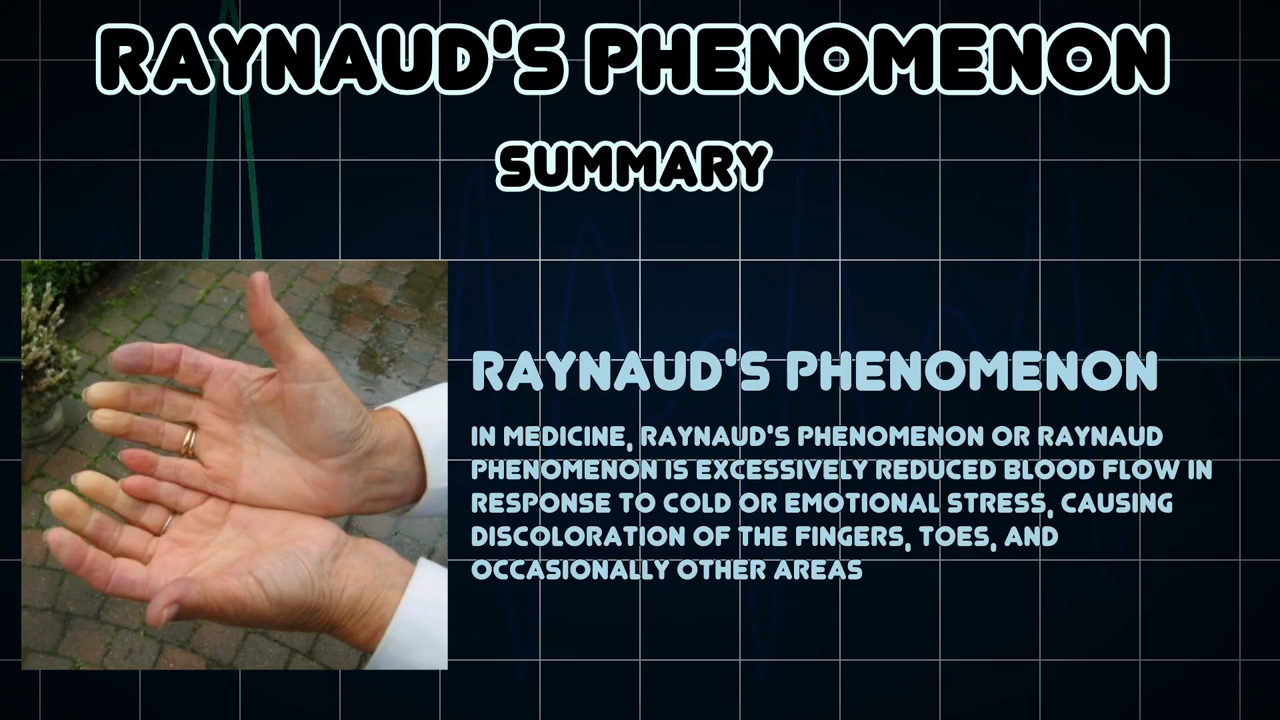 RAYNAUD'S PHENOMENON
SUMMARY
RAYNAUD'S PHENOMENON
IN MEDICINE, RAYNAUD'S PHENOMENON OR RAYNAUD
PHENOMENON IS EXCESSIVELY REDUCED BLOOD FLOW IN
RESPONSE TO COLD OR EMOTIONAL STRESS, CAUSING
DISCOLORATION OF THE FINGERS, TOES, AND
OCCASIONALLY OTHER AREAS